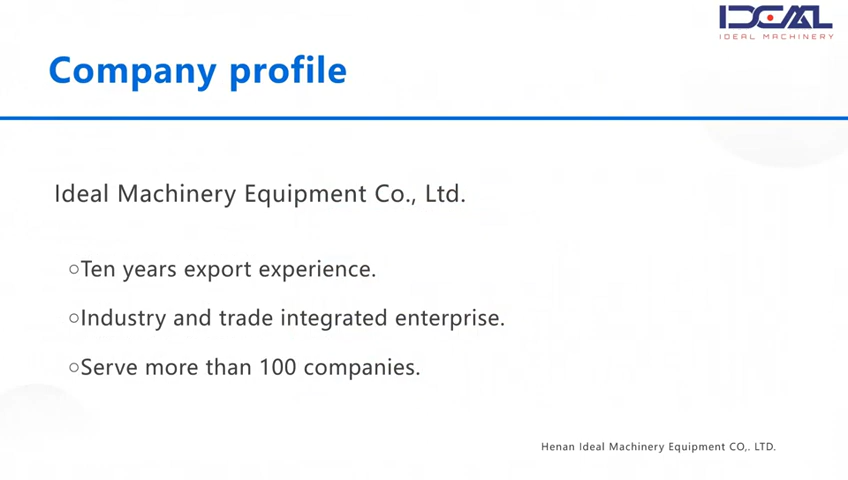 IDEAL
IDEAL MACHINERY
Company profile
Ideal Machinery Equipment Co., Ltd.
○Ten years export experience.
○Industry and trade integrated enterprise.
○Serve more than 100 companies.
Henan Ideal Machinery Equipment CO,. LTD.